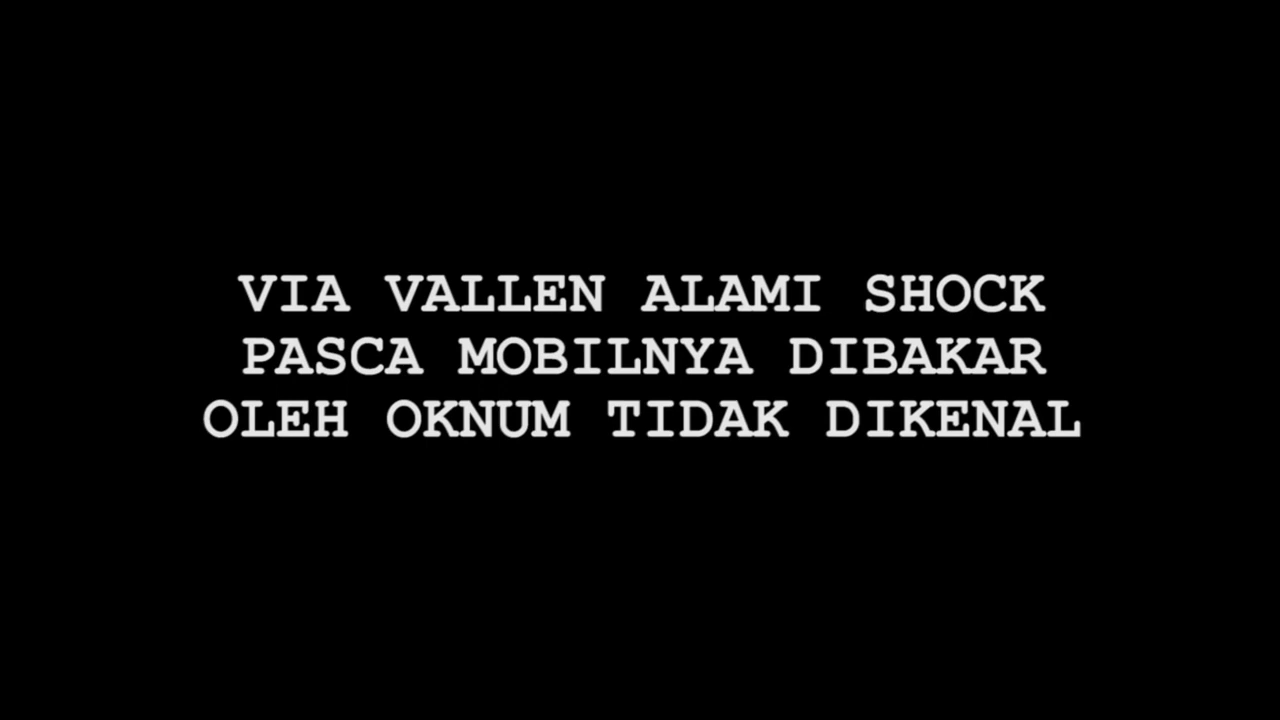 VIA VALLEN ALAMI SHOCK
PASCA MOBILNYA DIBAKAR
OLEH OKNUM TIDAK DIKENAL